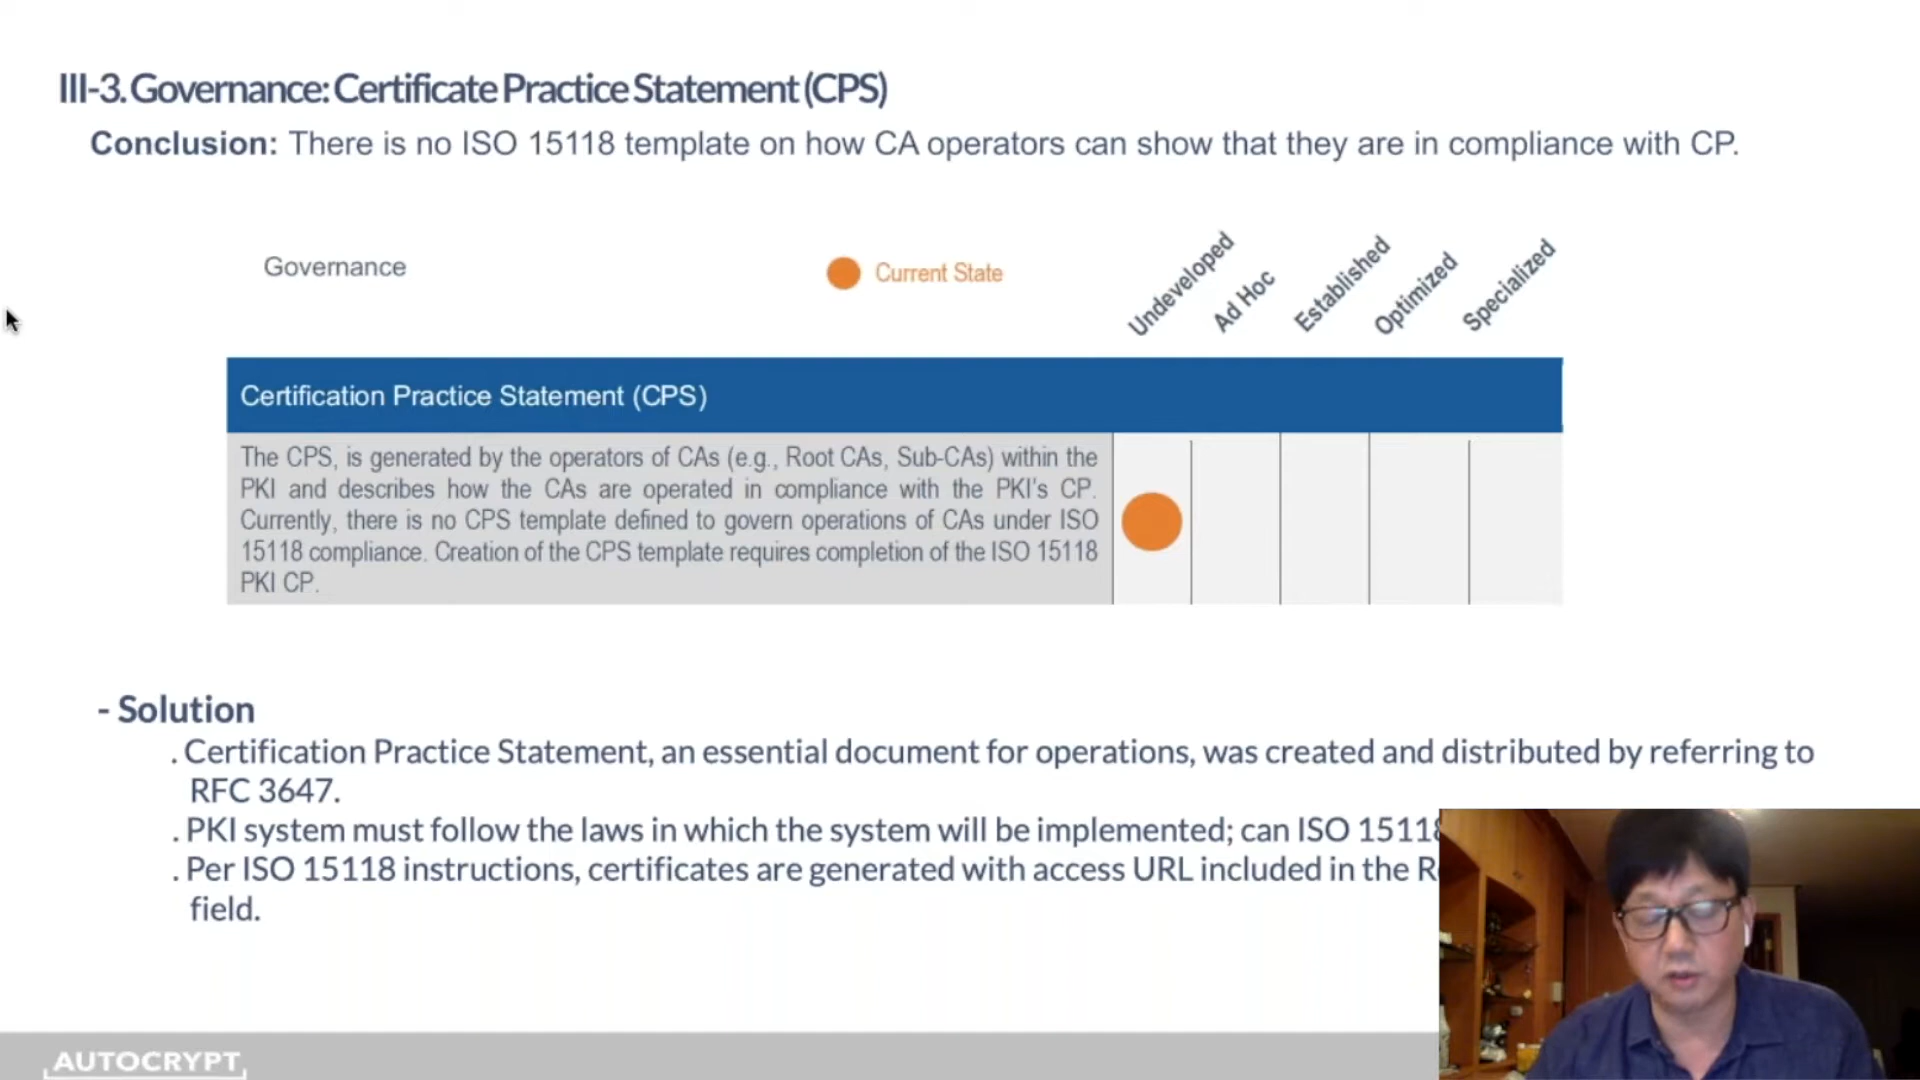 III-3. Governance: Certificate Practice Statement (CPS)
Conclusion: There is no ISO 15118 template on how CA operators can show that they are in compliance with CP.
Governance
Current State
Undeveloped
Ad Hoc
Established
Optimized
Specialized
Certification Practice Statement (CPS)
The CPS, is generated by the operators of CAs (e.g., Root CAs, Sub-CAs) within the
PKI and describes how the CAs are operated in compliance with the PKI's CP.
Currently, there is no CPS template defined to govern operations of CAs under ISO
15118 compliance. Creation of the CPS template requires completion of the ISO 15118
PKI CP.
- Solution
. Certification Practice Statement, an essential document for operations, was created and distributed by referring to
RFC 3647.
. PKI system must follow the laws in which the system will be implemented; can ISO 15118
. Per ISO 15118 instructions, certificates are generated with access URL included in the
field.
AUTOCRYPT